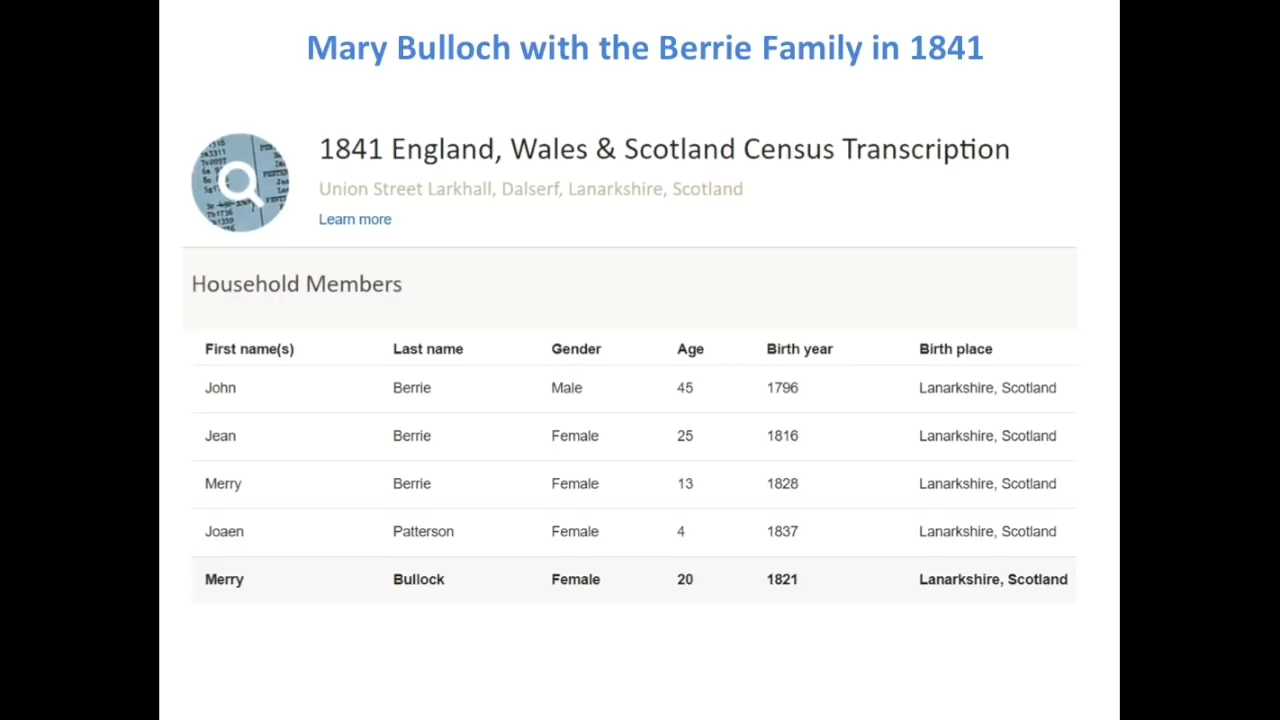 Mary Bulloch with the Berrie Family in 1841
1841 England, Wales & Scotland Census Transcription
Union Street Larkhall, Dalserf, Lanarkshire, Scotland
Learn more
Household Members
First name(s) Last name Gender Age Birth year Birth place
John Berrie Male 45 1796 Lanarkshire, Scotland
Jean Berrie Female 25 1816 Lanarkshire, Scotland
Merry Berrie Female 13 1828 Lanarkshire, Scotland
Joaen Patterson Female 4 1837 Lanarkshire, Scotland
Merry Bullock Female 20 1821 Lanarkshire, Scotland